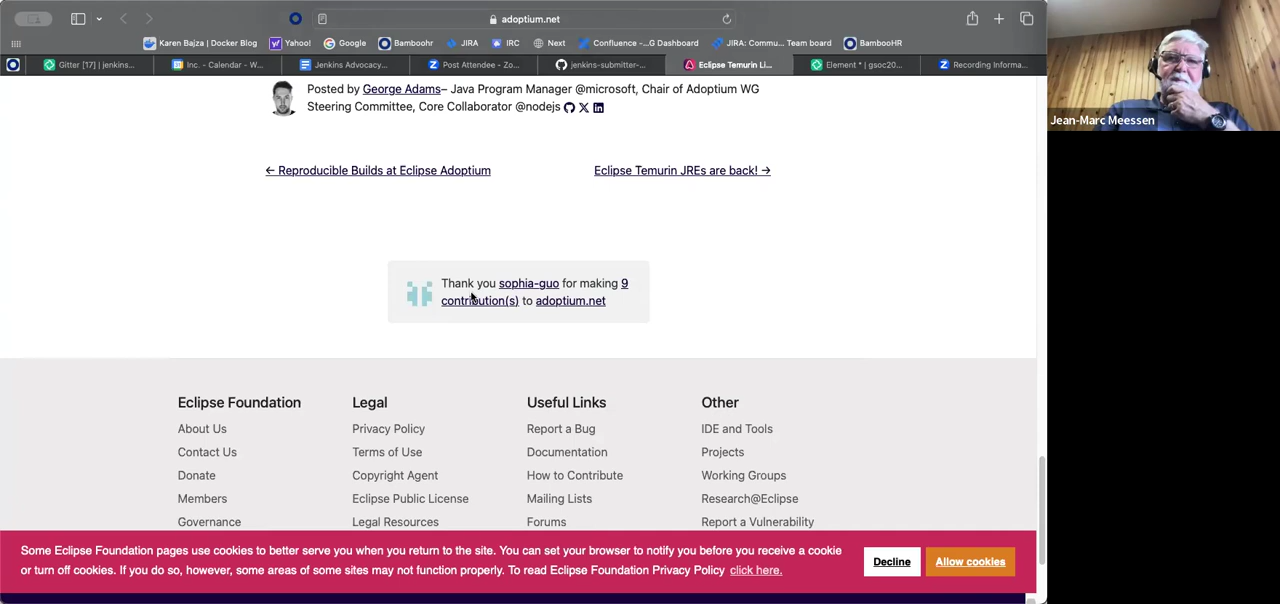 adoptium.net
Karen Bajza | Docker Blog
Yahoo!
Google
Bamboohr
JIRA
IRC
Next
Confluence...G Dashboard
JIRA: Commu... Team board
BambooHR
Gitter [17] | jenkins...
Inc. - Calendar - W...
Jenkins Advocacy...
Post Attendee - Zo...
jenkins-submitter-...
Eclipse Temurin Li...
Element * | gsoc20...
Recording Informa...
Posted by George Adams– Java Program Manager @microsoft, Chair of Adoptium WG
Steering Committee, Core Collaborator @nodejs
← Reproducible Builds at Eclipse Adoptium
Eclipse Temurin JREs are back! →
Thank you sophia-guo for making 9
contribution(s) to adoptium.net
Eclipse Foundation
About Us
Contact Us
Donate
Members
Governance
Legal
Privacy Policy
Terms of Use
Copyright Agent
Eclipse Public License
Legal Resources
Useful Links
Report a Bug
Documentation
How to Contribute
Mailing Lists
Forums
Other
IDE and Tools
Projects
Working Groups
Research@Eclipse
Report a Vulnerability
Some Eclipse Foundation pages use cookies to better serve you when you return to the site. You can set your browser to notify you before you receive a cookie
or turn off cookies. If you do so, however, some areas of some sites may not function properly. To read Eclipse Foundation Privacy Policy click here.
Decline
Allow cookies
Jean-Marc Meessen